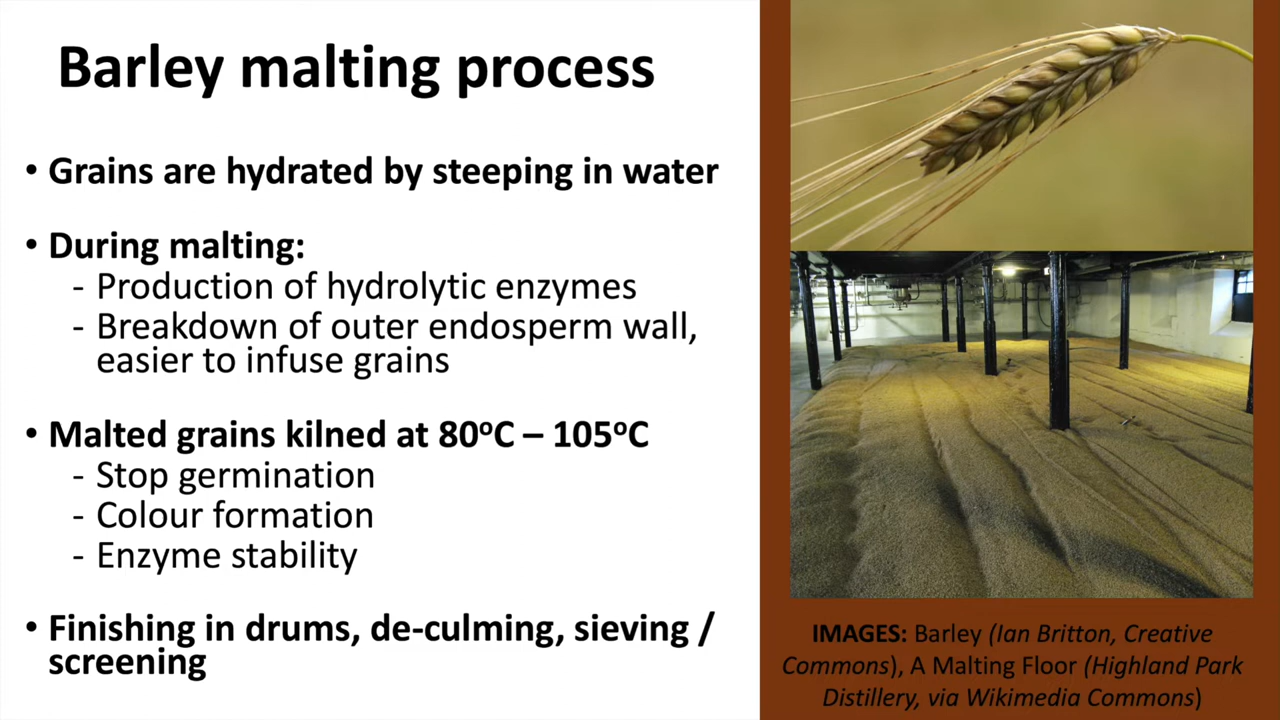 Barley malting process
• Grains are hydrated by steeping in water
• During malting:
- Production of hydrolytic enzymes
- Breakdown of outer endosperm wall,
easier to infuse grains
• Malted grains kilned at 80ºC – 105ºC
- Stop germination
- Colour formation
- Enzyme stability
• Finishing in drums, de-culming, sieving /
screening
IMAGES: Barley (Ian Britton, Creative
Commons), A Malting Floor (Highland Park
Distillery, via Wikimedia Commons)